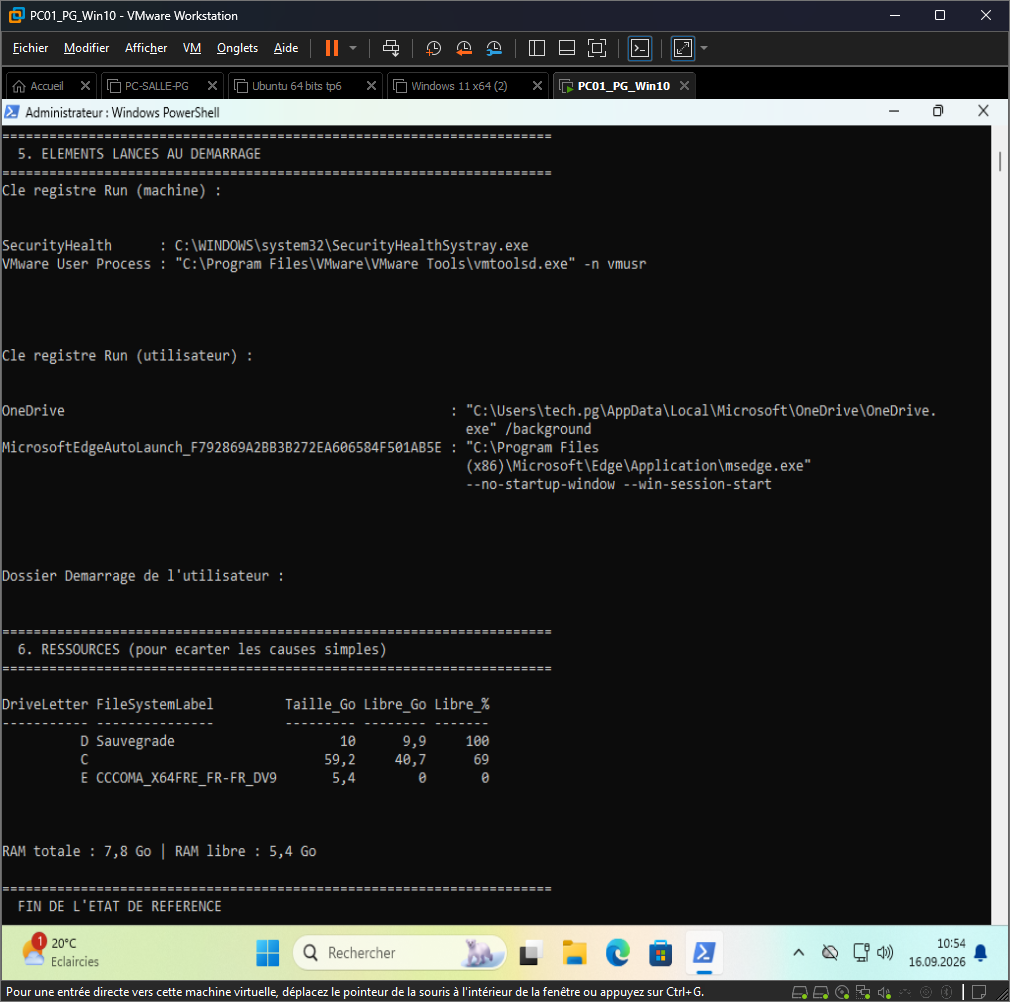 PC01_PG_Win10 - VMware Workstation
Fichier Modifier Afficher VM Onglets Aide
Accueil PC-SALLE-PG Ubuntu 64 bits tp6 Windows 11 x64 (2) PC01_PG_Win10
Administrateur : Windows PowerShell
======================================================================
5. ELEMENTS LANCES AU DEMARRAGE
======================================================================
Cle registre Run (machine) :
SecurityHealth : C:\WINDOWS\system32\SecurityHealthSystray.exe
VMware User Process : "C:\Program Files\VMware\VMware Tools\vmtoolsd.exe" -n vmusr
Cle registre Run (utilisateur) :
OneDrive : "C:\Users\tech.pg\AppData\Local\Microsoft\OneDrive\OneDrive.
exe" /background
MicrosoftEdgeAutoLaunch_F792869A2BB3B272EA606584F501AB5E : "C:\Program Files
(x86)\Microsoft\Edge\Application\msedge.exe"
--no-startup-window --win-session-start
Dossier Demarrage de l'utilisateur :
======================================================================
6. RESSOURCES (pour ecarter les causes simples)
======================================================================
DriveLetter FileSystemLabel Taille_Go Libre_Go Libre_%
----------- --------------- --------- -------- -------
D Sauvegrade 10 9,9 100
C 59,2 40,7 69
E CCCOMA_X64FRE_FR-FR_DV9 5,4 0 0
RAM totale : 7,8 Go | RAM libre : 5,4 Go
======================================================================
FIN DE L'ETAT DE REFERENCE
1
20°C
Eclaircies
Rechercher
10:54
16.09.2026
Pour une entrée directe vers cette machine virtuelle, déplacez le pointeur de la souris à l'intérieur de la fenêtre ou appuyez sur Ctrl+G.